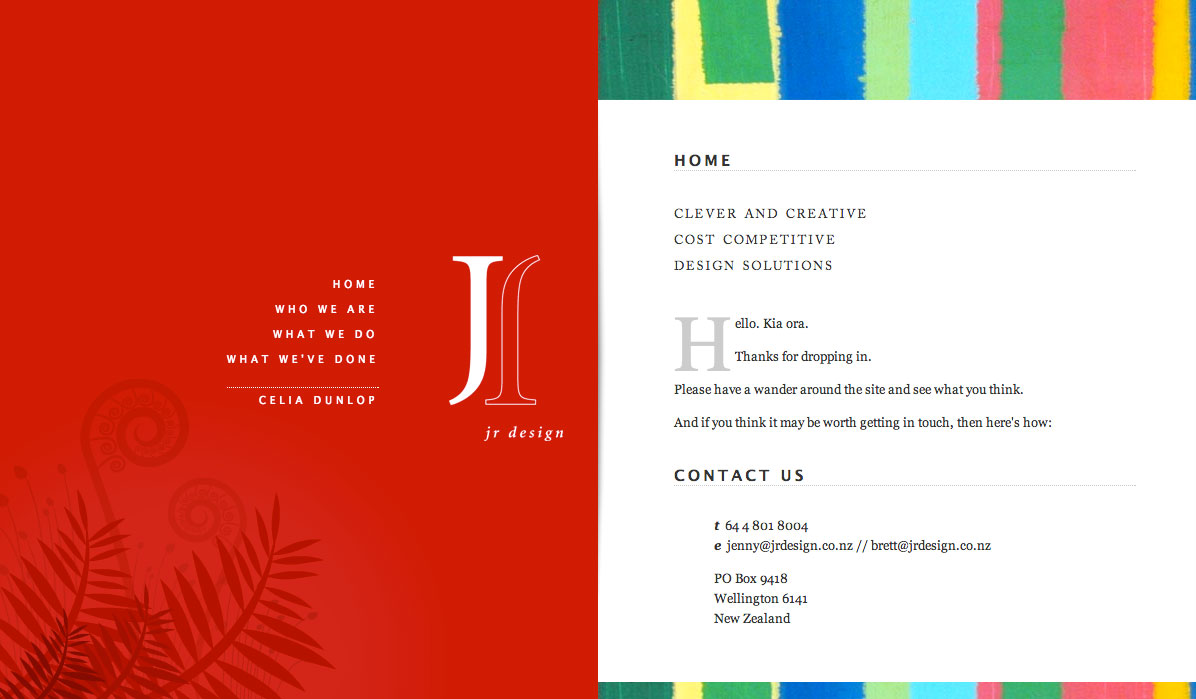 HOME
WHO WE ARE
WHAT WE DO
WHAT WE'VE DONE
CELIA DUNLOP
Jr
jr design
HOME
CLEVER AND CREATIVE
COST COMPETITIVE
DESIGN SOLUTIONS
Hello. Kia ora.
Thanks for dropping in.
Please have a wander around the site and see what you think.
And if you think it may be worth getting in touch, then here's how:
CONTACT US
t 64 4 801 8004
e jenny@jrdesign.co.nz // brett@jrdesign.co.nz
PO Box 9418
Wellington 6141
New Zealand